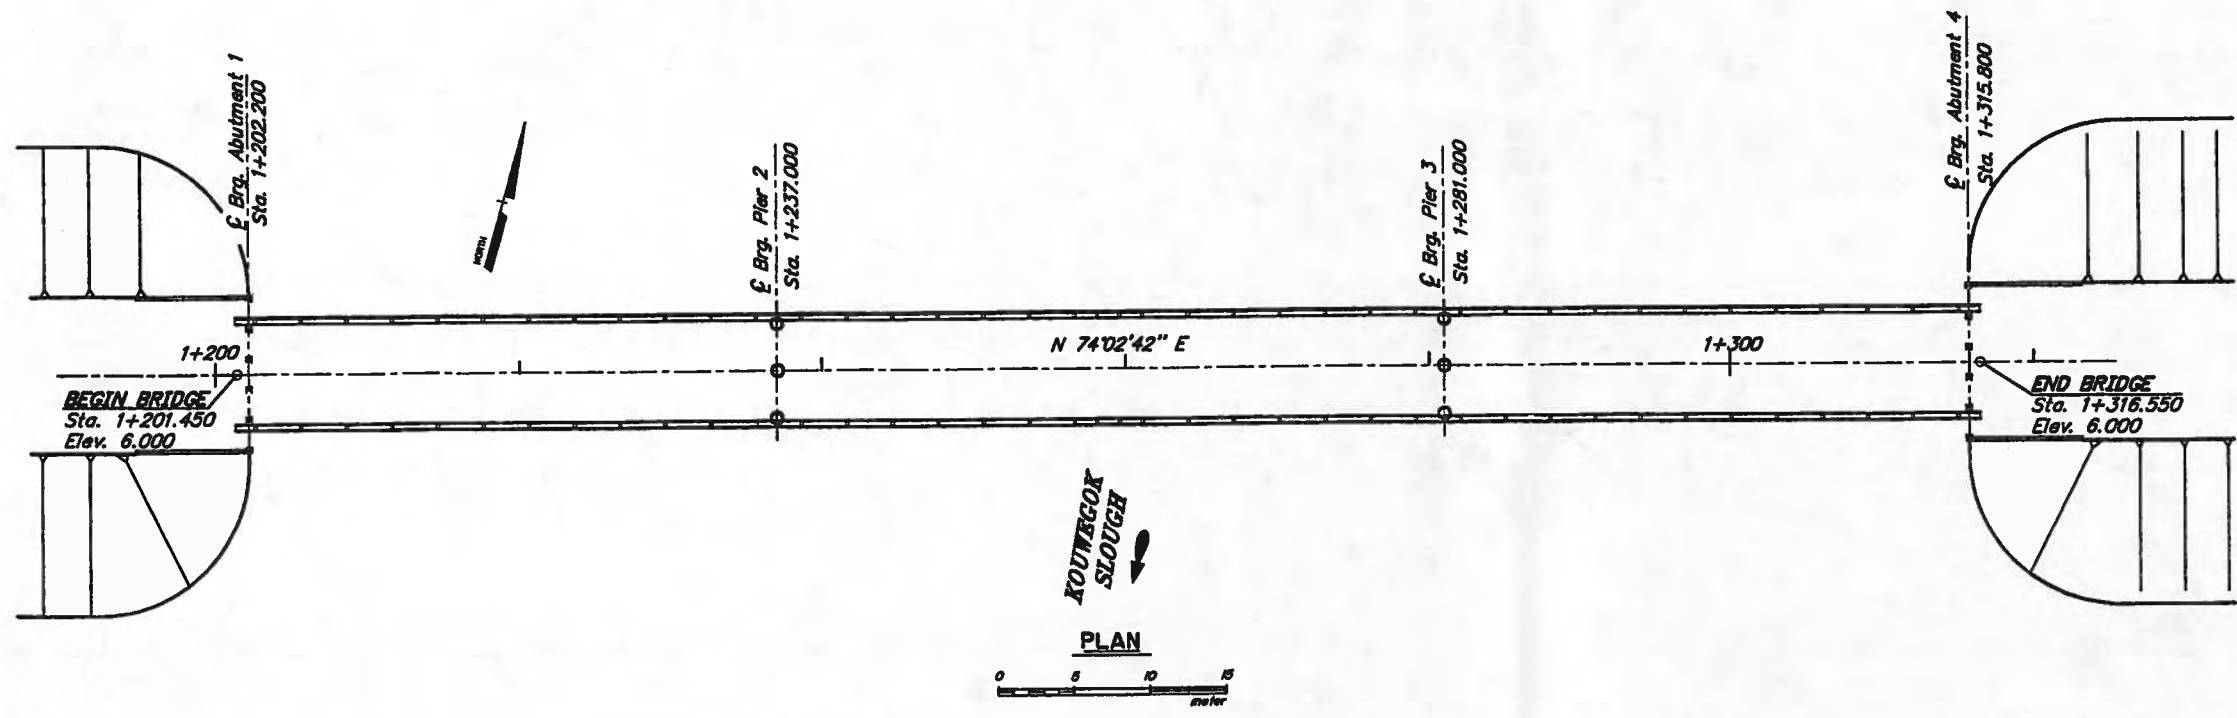 ℄ Brg. Abutment 1
Sta. 1+202.200
℄ Brg. Pier 2
Sta. 1+237.000
℄ Brg. Pier 3
Sta. 1+281.000
℄ Brg. Abutment 4
Sta. 1+315.800
NORTH
1+200
N 74°02'42" E
1+300
BEGIN BRIDGE
Sta. 1+201.450
Elev. 6.000
END BRIDGE
Sta. 1+316.550
Elev. 6.000
KOUWEGOK
SLOUGH
PLAN
0 5 10 15
meter